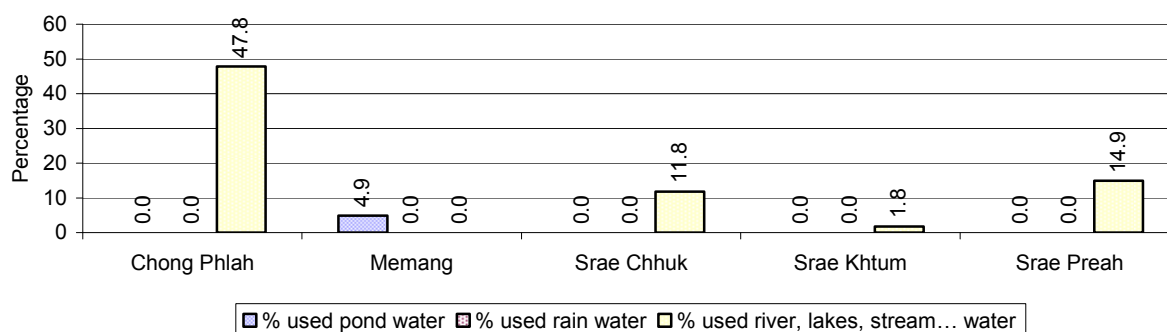 60
50
40
30
20
10
0
Percentage
0.0 0.0 47.8 4.9 0.0 0.0 0.0 0.0 11.8 0.0 0.0 1.8 0.0 0.0 14.9
Chong Phlah Memang Srae Chhuk Srae Khtum Srae Preah
% used pond water % used rain water % used river, lakes, stream... water